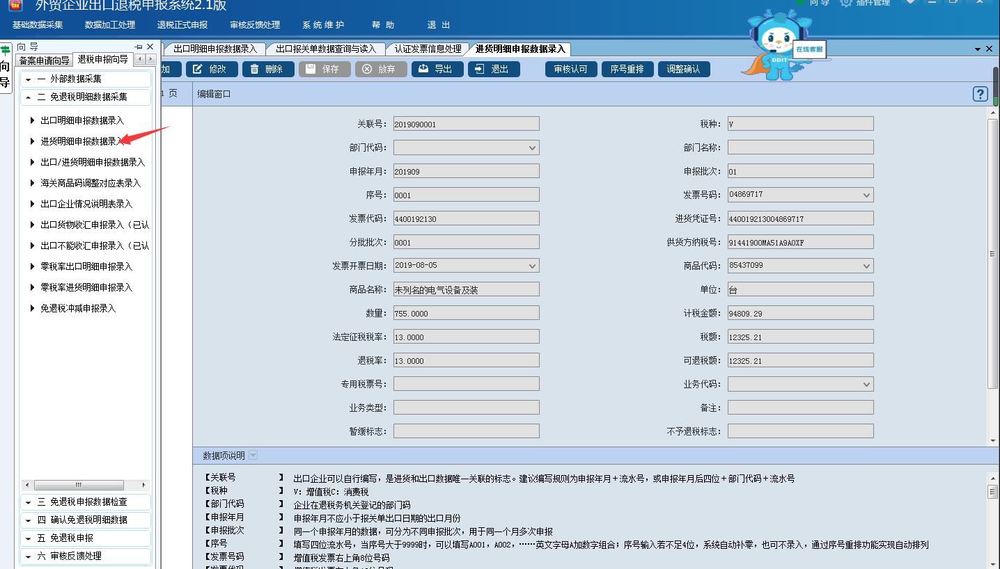 外贸企业出口退税申报系统2.1版
向 导
插件管理
基础数据采集 数据加工处理 退税正式申报 审核反馈处理 系 统 维 护 帮 助 退 出
在线客服
DDIT
向 导
向导
备案申请向导 退税申报向导
出口明细申报数据录入 出口报关单数据查询与读入 认证发票信息处理 进货明细申报数据录入
加 修改 删除 保存 放弃 导出 退出 审核认可 序号重排 调整确认
一 外部数据采集
二 免退税明细数据采集
出口明细申报数据录入
进货明细申报数据录入
出口/进货明细申报数据录入
海关商品码调整对应表录入
出口企业情况说明表录入
出口货物收汇申报录入（已认
出口不能收汇申报录入（已认
零税率出口明细申报录入
零税率进货明细申报录入
免退税冲减申报录入
三 免退税申报数据检查
四 确认免退税明细数据
五 免退税申报
六 审核反馈处理
1 页
编辑窗口
?
关联号： 2019090001 税种： V
部门代码： 部门名称：
申报年月： 201909 申报批次： 01
序号： 0001 发票号码： 04869717
发票代码： 4400192130 进货凭证号： 440019213004869717
分批批次： 0001 供货方纳税号： 91441900MA51A9A0XF
发票开票日期： 2019-08-05 商品代码： 85437099
商品名称： 未列名的电气设备及装 单位： 台
数量： 755.0000 计税金额： 94809.29
法定征税税率： 13.0000 税额： 12325.21
退税率： 13.0000 可退税额： 12325.21
专用税票号： 业务代码：
业务类型： 备注：
暂缓标志： 不予退税标志：
数据项说明
【关联号 】 出口企业可以自行编写，是进货和出口数据唯一关联的标志。建议编写规则为申报年月＋流水号，或申报年月后四位＋部门代码＋流水号
【税种 】 V：增值税C：消费税
【部门代码 】 企业在退税务机关登记的部门码
【申报年月 】 申报年月不应小于报关单出口日期的出口月份
【申报批次 】 同一个申报年月的数据，可分为不同申报批次，用于同一个月多次申报
【序号 】 填写四位流水号，当序号大于9999时，可以填写A001，A002，……英文字母A加数字组合；序号输入若不足4位，系统自动补零，也可不录入，通过序号重排功能实现自动排列
【发票号码 】 增值税发票右上角8位号码